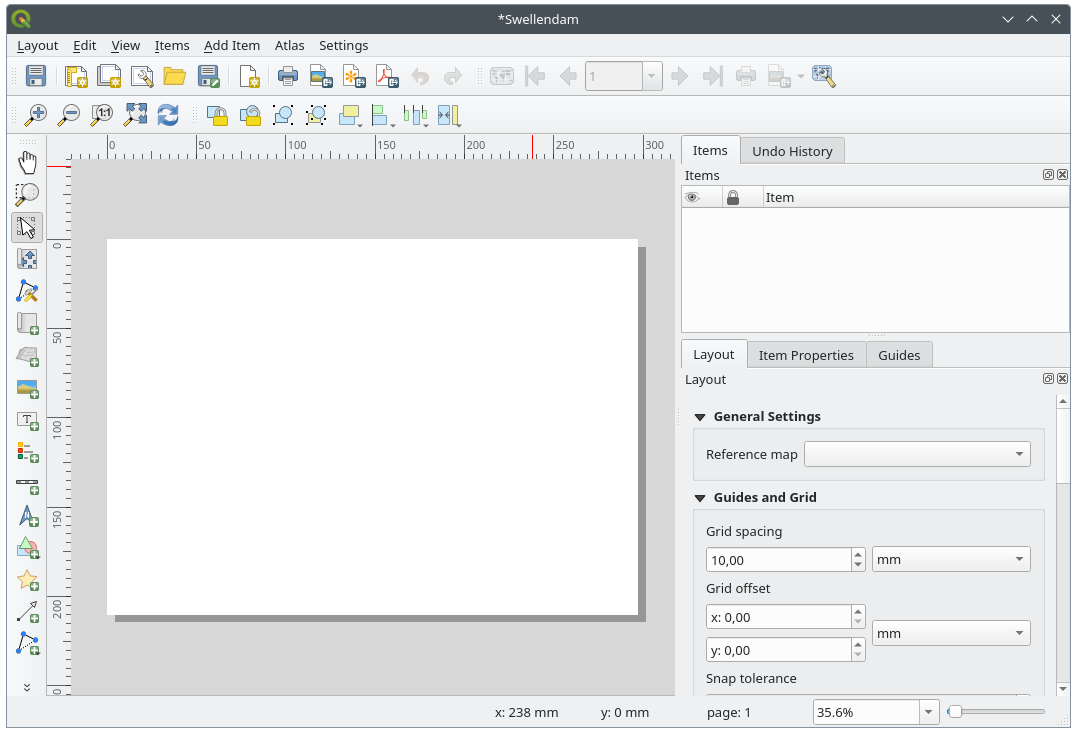 *Swellendam
Layout Edit View Items Add Item Atlas Settings
1
1:1
0 50 100 150 200 250 300
Items Undo History
Items
Item
0
50
100
150
200
0
T
N
Layout Item Properties Guides
Layout
General Settings
Reference map
Guides and Grid
Grid spacing
10,00 mm
Grid offset
x: 0,00
mm
y: 0,00
Snap tolerance
x: 238 mm y: 0 mm page: 1 35.6%